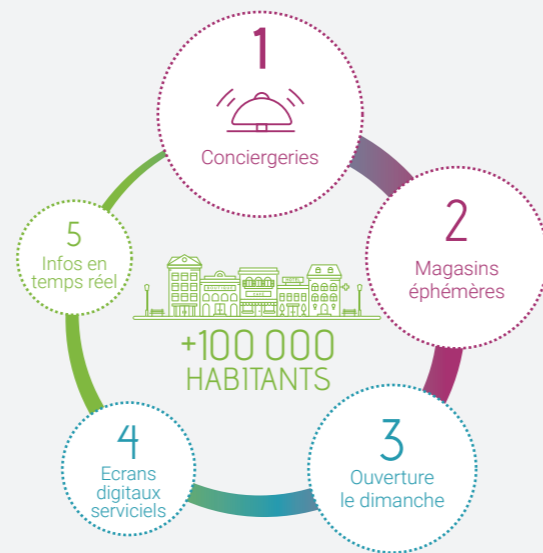 1
Conciergeries
2
Magasins
éphémères
3
Ouverture
le dimanche
4
Ecrans
digitaux
serviciels
5
Infos en
temps réel
+100 000
HABITANTS